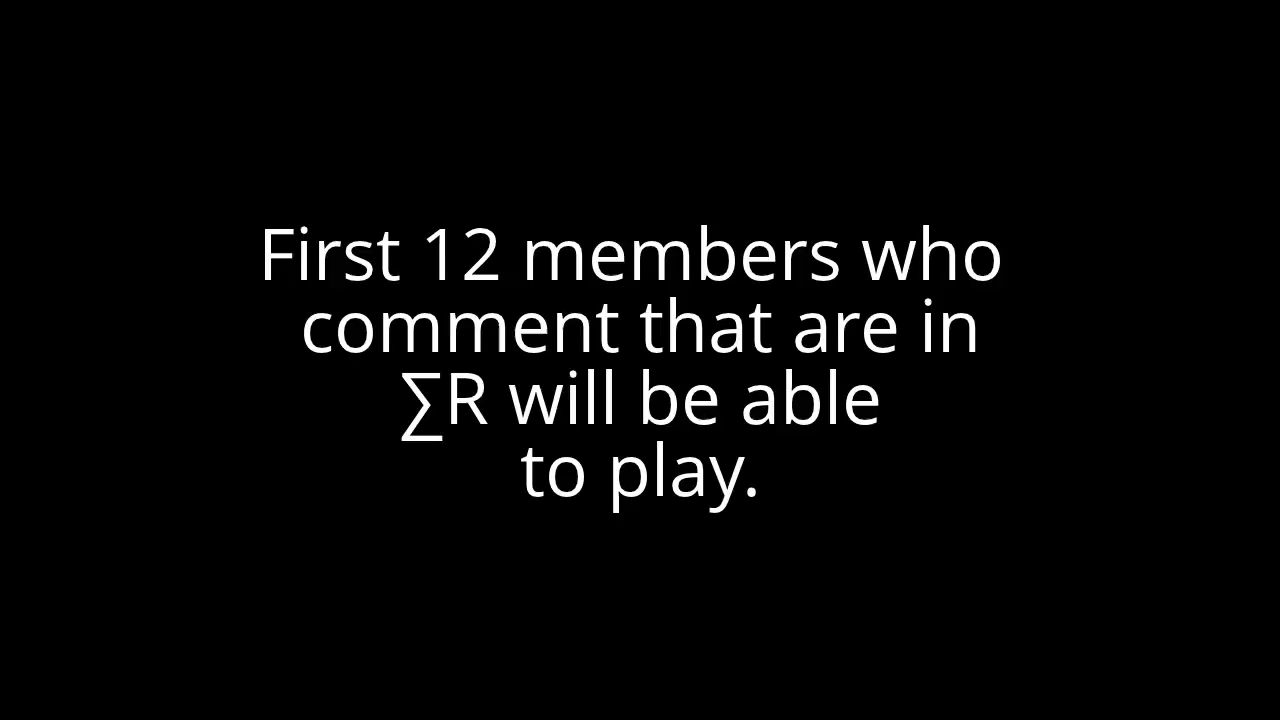 First 12 members who
comment that are in
∑R will be able
to play.